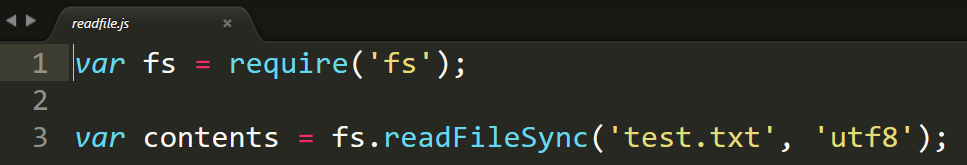 readfile.js ×
1 var fs = require('fs');
2
3 var contents = fs.readFileSync('test.txt', 'utf8');